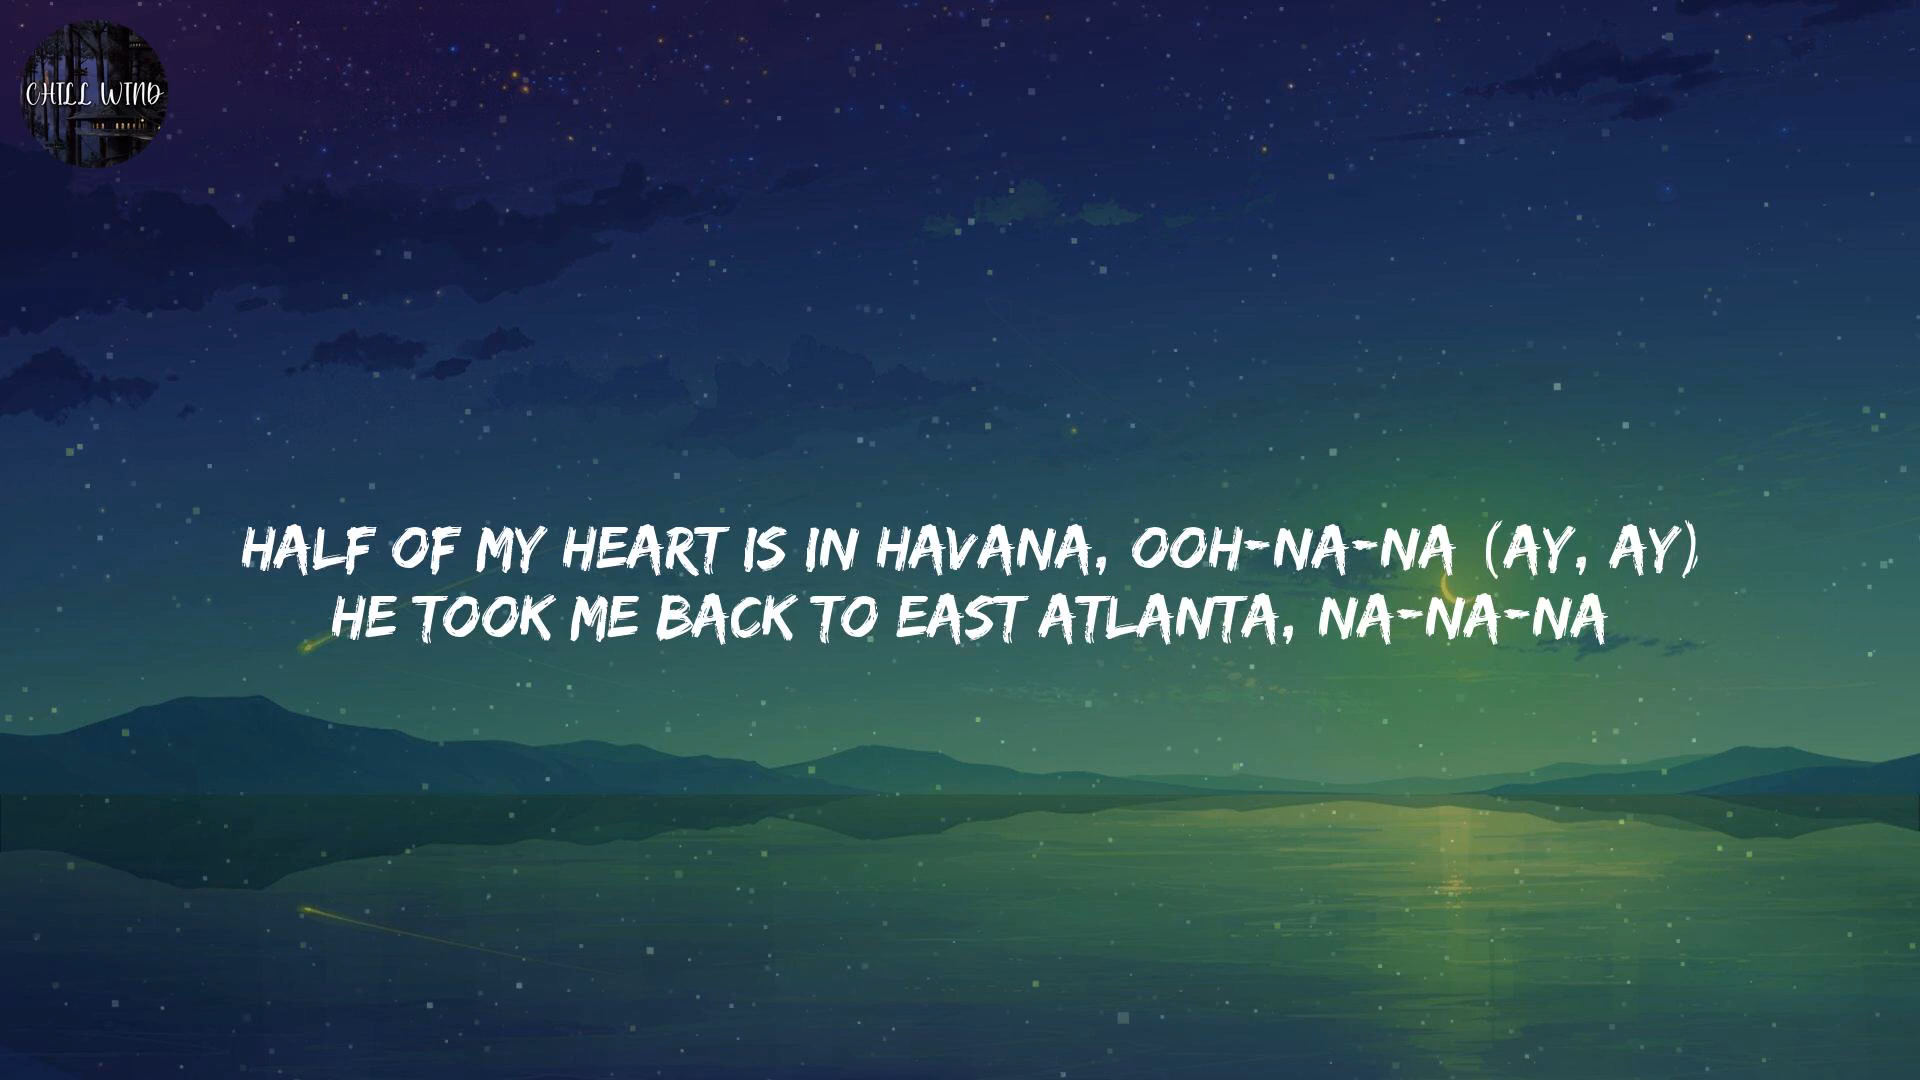 CHILL WIND
HALF OF MY HEART IS IN HAVANA, OOH-NA-NA (AY, AY)
HE TOOK ME BACK TO EAST ATLANTA, NA-NA-NA